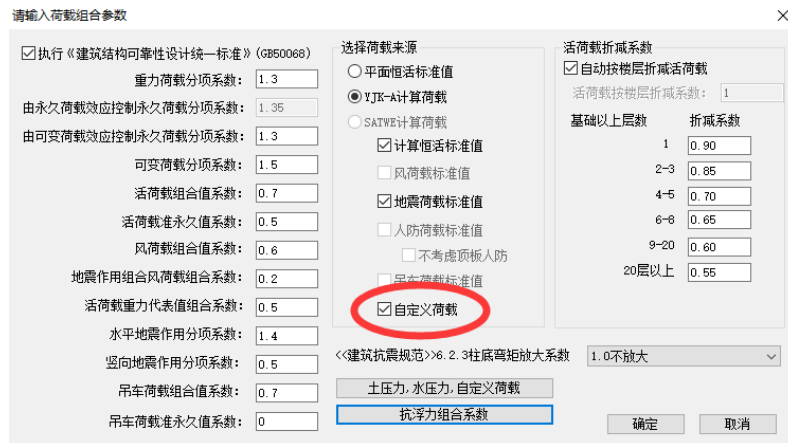 请输入荷载组合参数
执行《建筑结构可靠性设计统一标准》(GB50068)
重力荷载分项系数: 1.3
由永久荷载效应控制永久荷载分项系数: 1.35
由可变荷载效应控制永久荷载分项系数: 1.3
可变荷载分项系数: 1.5
活荷载组合值系数: 0.7
活荷载准永久值系数: 0.5
风荷载组合值系数: 0.6
地震作用组合风荷载组合系数: 0.2
活荷载重力代表值组合系数: 0.5
水平地震作用分项系数: 1.4
竖向地震作用分项系数: 0.5
吊车荷载组合值系数: 0.7
吊车荷载准永久值系数: 0
选择荷载来源
平面恒活标准值
YJK-A计算荷载
SATWE计算荷载
计算恒活标准值
风荷载标准值
地震荷载标准值
人防荷载标准值
不考虑顶板人防
吊车荷载标准值
自定义荷载
活荷载折减系数
自动按楼层折减活荷载
活荷载按楼层折减系数: 1
基础以上层数 折减系数
1 0.90
2-3 0.85
4-5 0.70
6-8 0.65
9-20 0.60
20层以上 0.55
<<建筑抗震规范>>6.2.3柱底弯矩放大系数 1.0不放大
土压力,水压力,自定义荷载
抗浮力组合系数
确定 取消